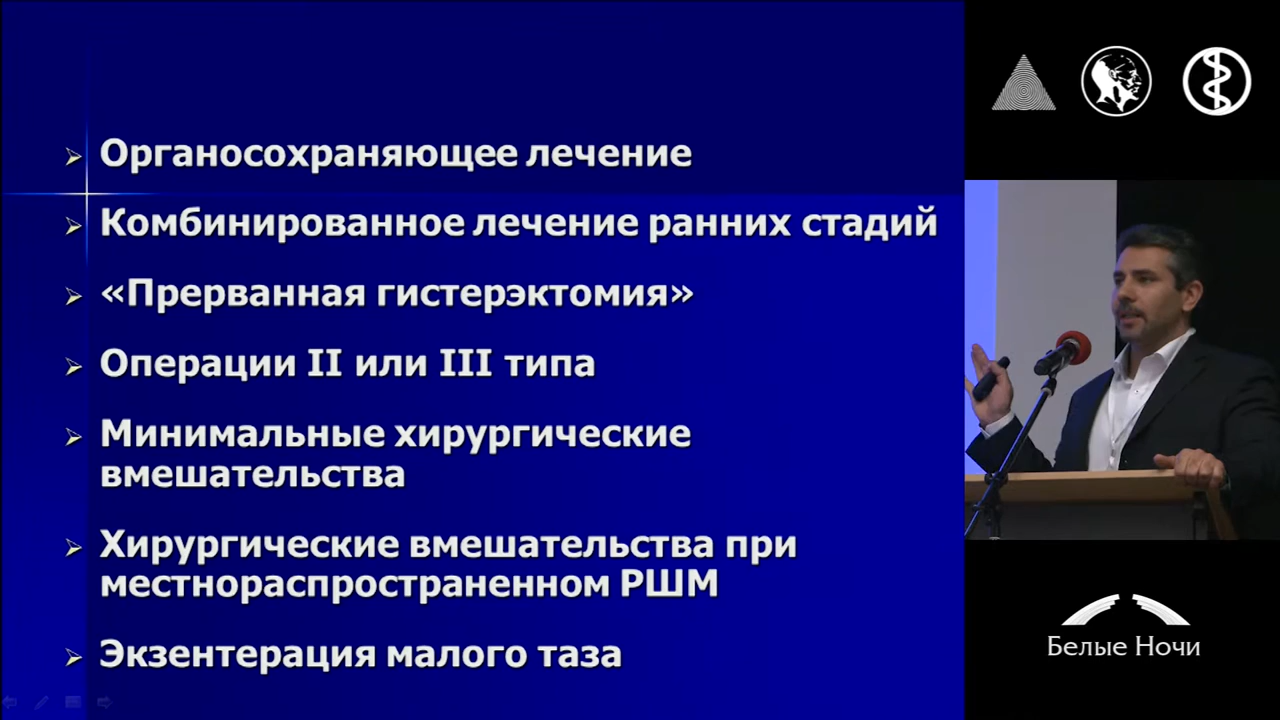 Органосохраняющее лечение
Комбинированное лечение ранних стадий
«Прерванная гистерэктомия»
Операции II или III типа
Минимальные хирургические
вмешательства
Хирургические вмешательства при
местнораспространенном РШМ
Экзентерация малого таза
Белые Ночи